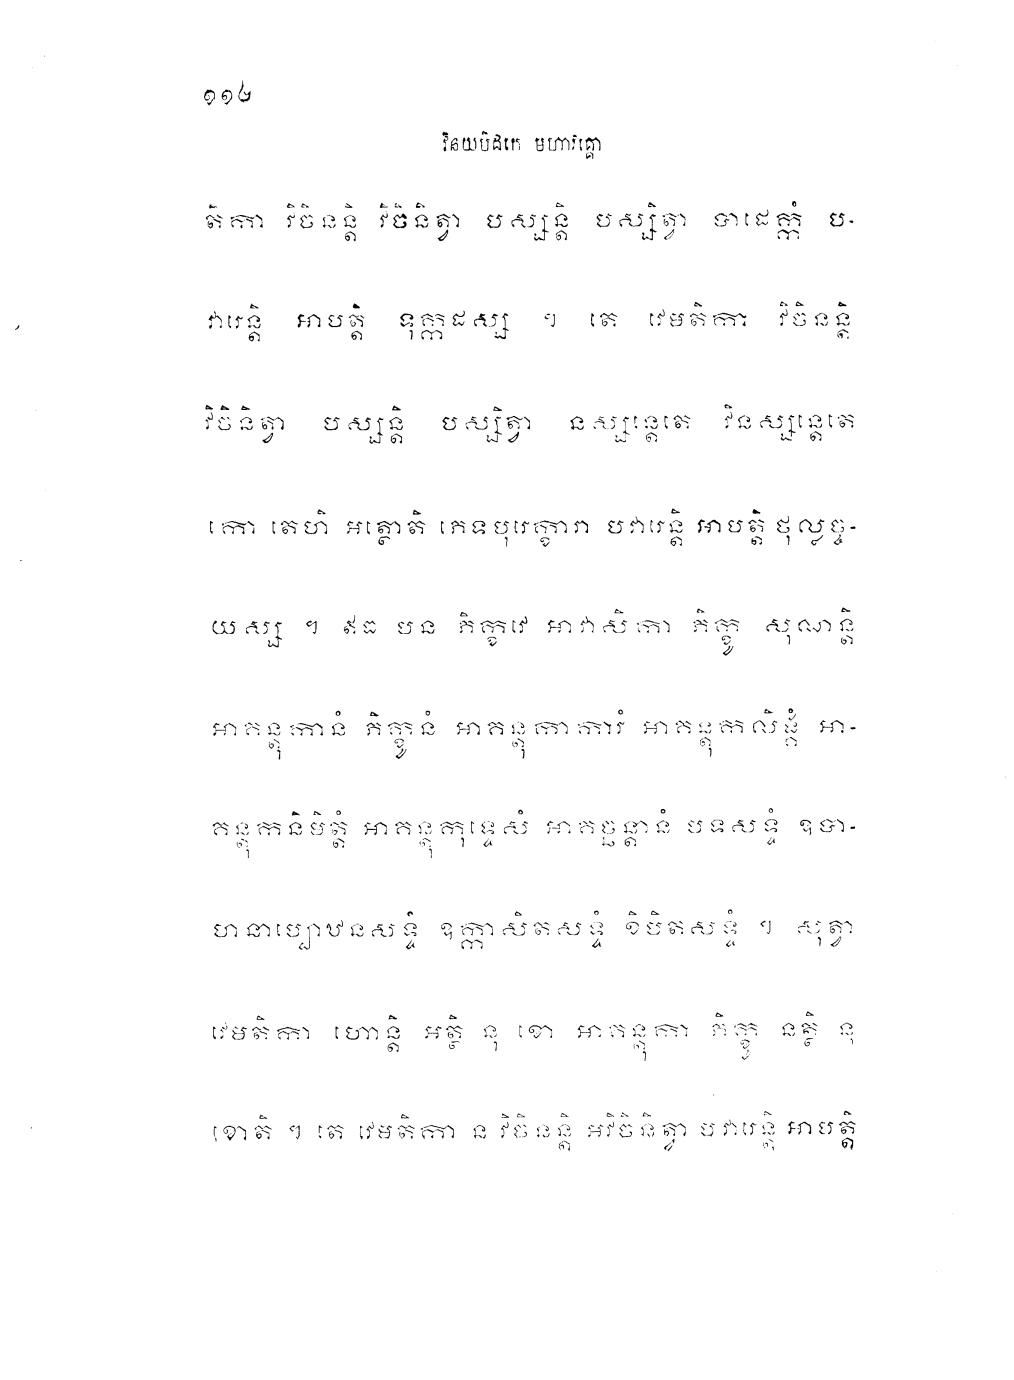 ១១៤
វិនយបិដកេ មហាវគ្គោ
តិកា វិចិនន្តិ វិចិនិត្វា បស្សន្តិ បស្សិត្វា បាដេក្កំ ប-
វារេន្តិ អាបត្តិ ទុក្កដស្ស ។ តេ វេមតិកា វិចិនន្តិ
វិចិនិត្វា បស្សន្តិ បស្សិត្វា នស្សន្តេតេ វិនស្សន្តេតេ
កោ តេហិ អត្ថោតិ ភេទបុរេក្ខារា បវារេន្តិ អាបត្តិ ថុល្លច្ច-
យស្ស ។ ឥធ បន ភិក្ខវេ អាវាសិកា ភិក្ខូ សុណន្តិ
អាគន្តុកានំ ភិក្ខូនំ អាគន្តុកាការំ អាគន្តុកលិង្គំ អា-
គន្តុកនិមិត្តំ អាគន្តុកុទ្ទេសំ អាគច្ឆន្តានំ បទសទ្ទំ ឧបា-
ហនាប្បោឋនសទ្ទំ ឧក្កាសិតសទ្ទំ ខិបិតសទ្ទំ ។ សុត្វា
វេមតិកា ហោន្តិ អត្ថិ នុ ខោ អាគន្តុកា ភិក្ខូ នត្ថិ នុ
ខោតិ ។ តេ វេមតិកា ន វិចិនន្តិ អវិចិនិត្វា បវារេន្តិ អាបត្តិ